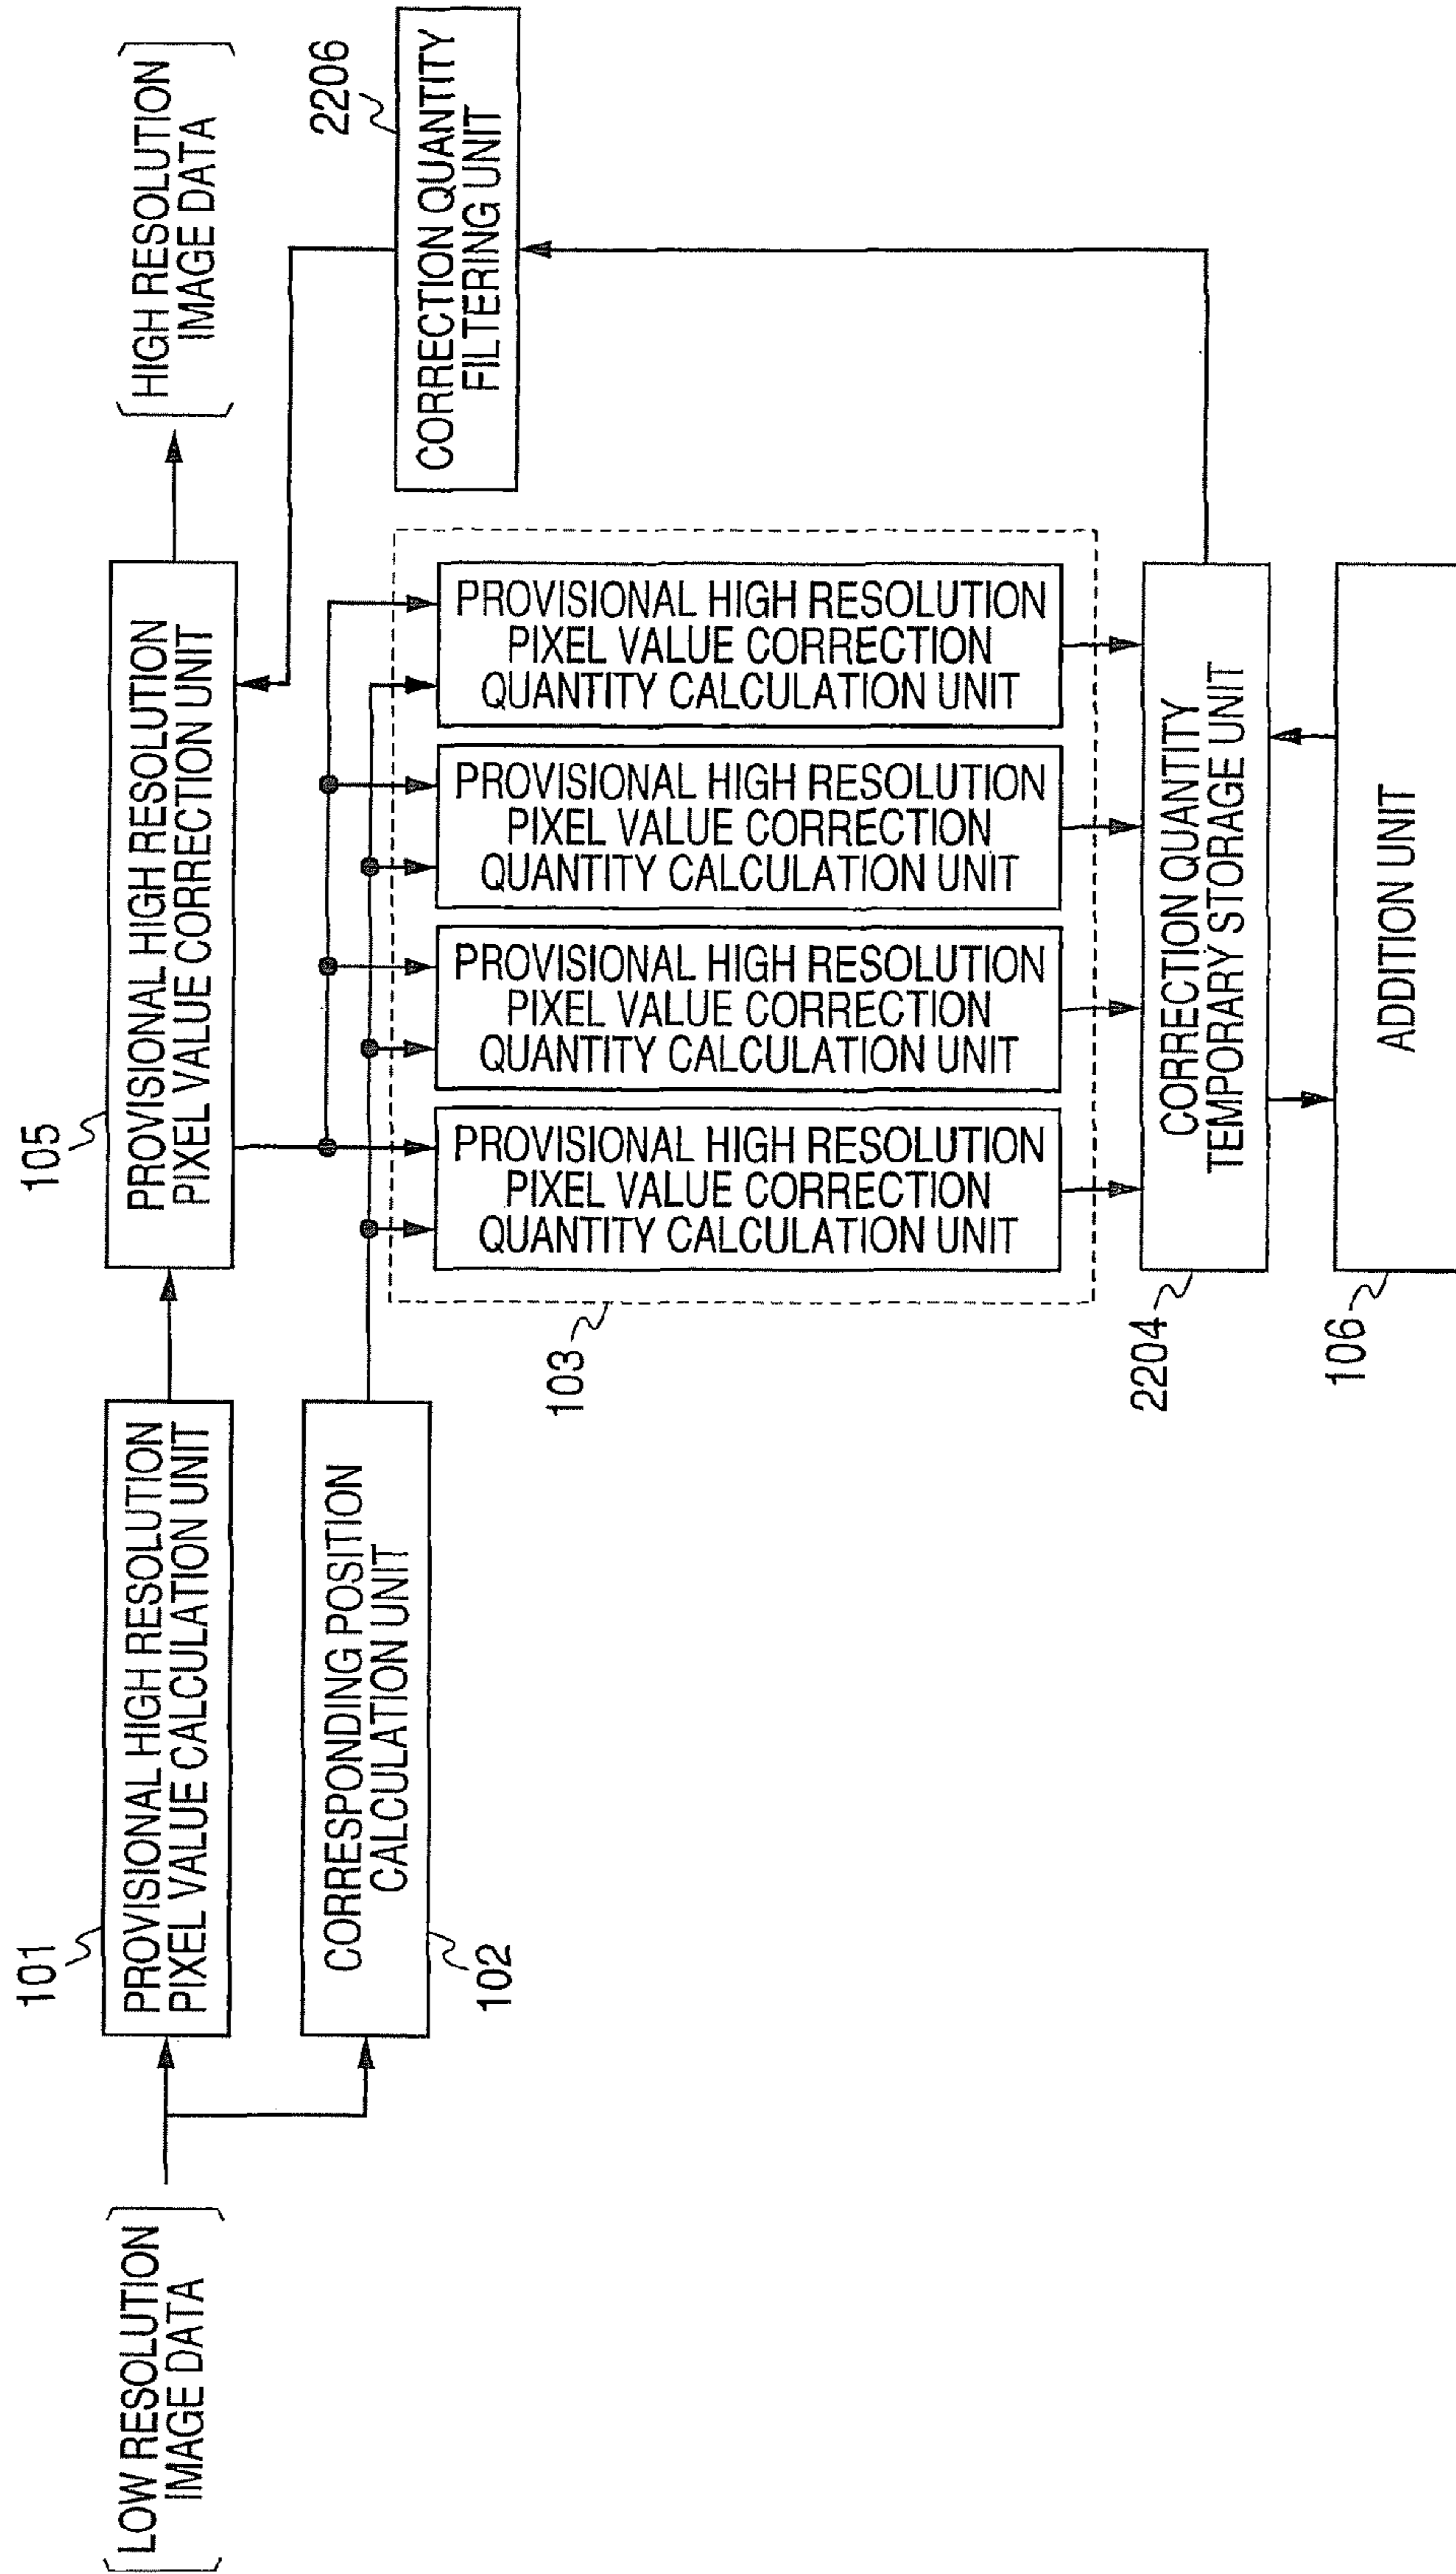 [LOW RESOLUTION
IMAGE DATA]
101
PROVISIONAL HIGH RESOLUTION
PIXEL VALUE CALCULATION UNIT
CORRESPONDING POSITION
CALCULATION UNIT
102
105
PROVISIONAL HIGH RESOLUTION
PIXEL VALUE CORRECTION UNIT
[HIGH RESOLUTION
IMAGE DATA]
2206
CORRECTION QUANTITY
FILTERING UNIT
103
PROVISIONAL HIGH RESOLUTION
PIXEL VALUE CORRECTION
QUANTITY CALCULATION UNIT
PROVISIONAL HIGH RESOLUTION
PIXEL VALUE CORRECTION
QUANTITY CALCULATION UNIT
PROVISIONAL HIGH RESOLUTION
PIXEL VALUE CORRECTION
QUANTITY CALCULATION UNIT
PROVISIONAL HIGH RESOLUTION
PIXEL VALUE CORRECTION
QUANTITY CALCULATION UNIT
2204
CORRECTION QUANTITY
TEMPORARY STORAGE UNIT
106
ADDITION UNIT